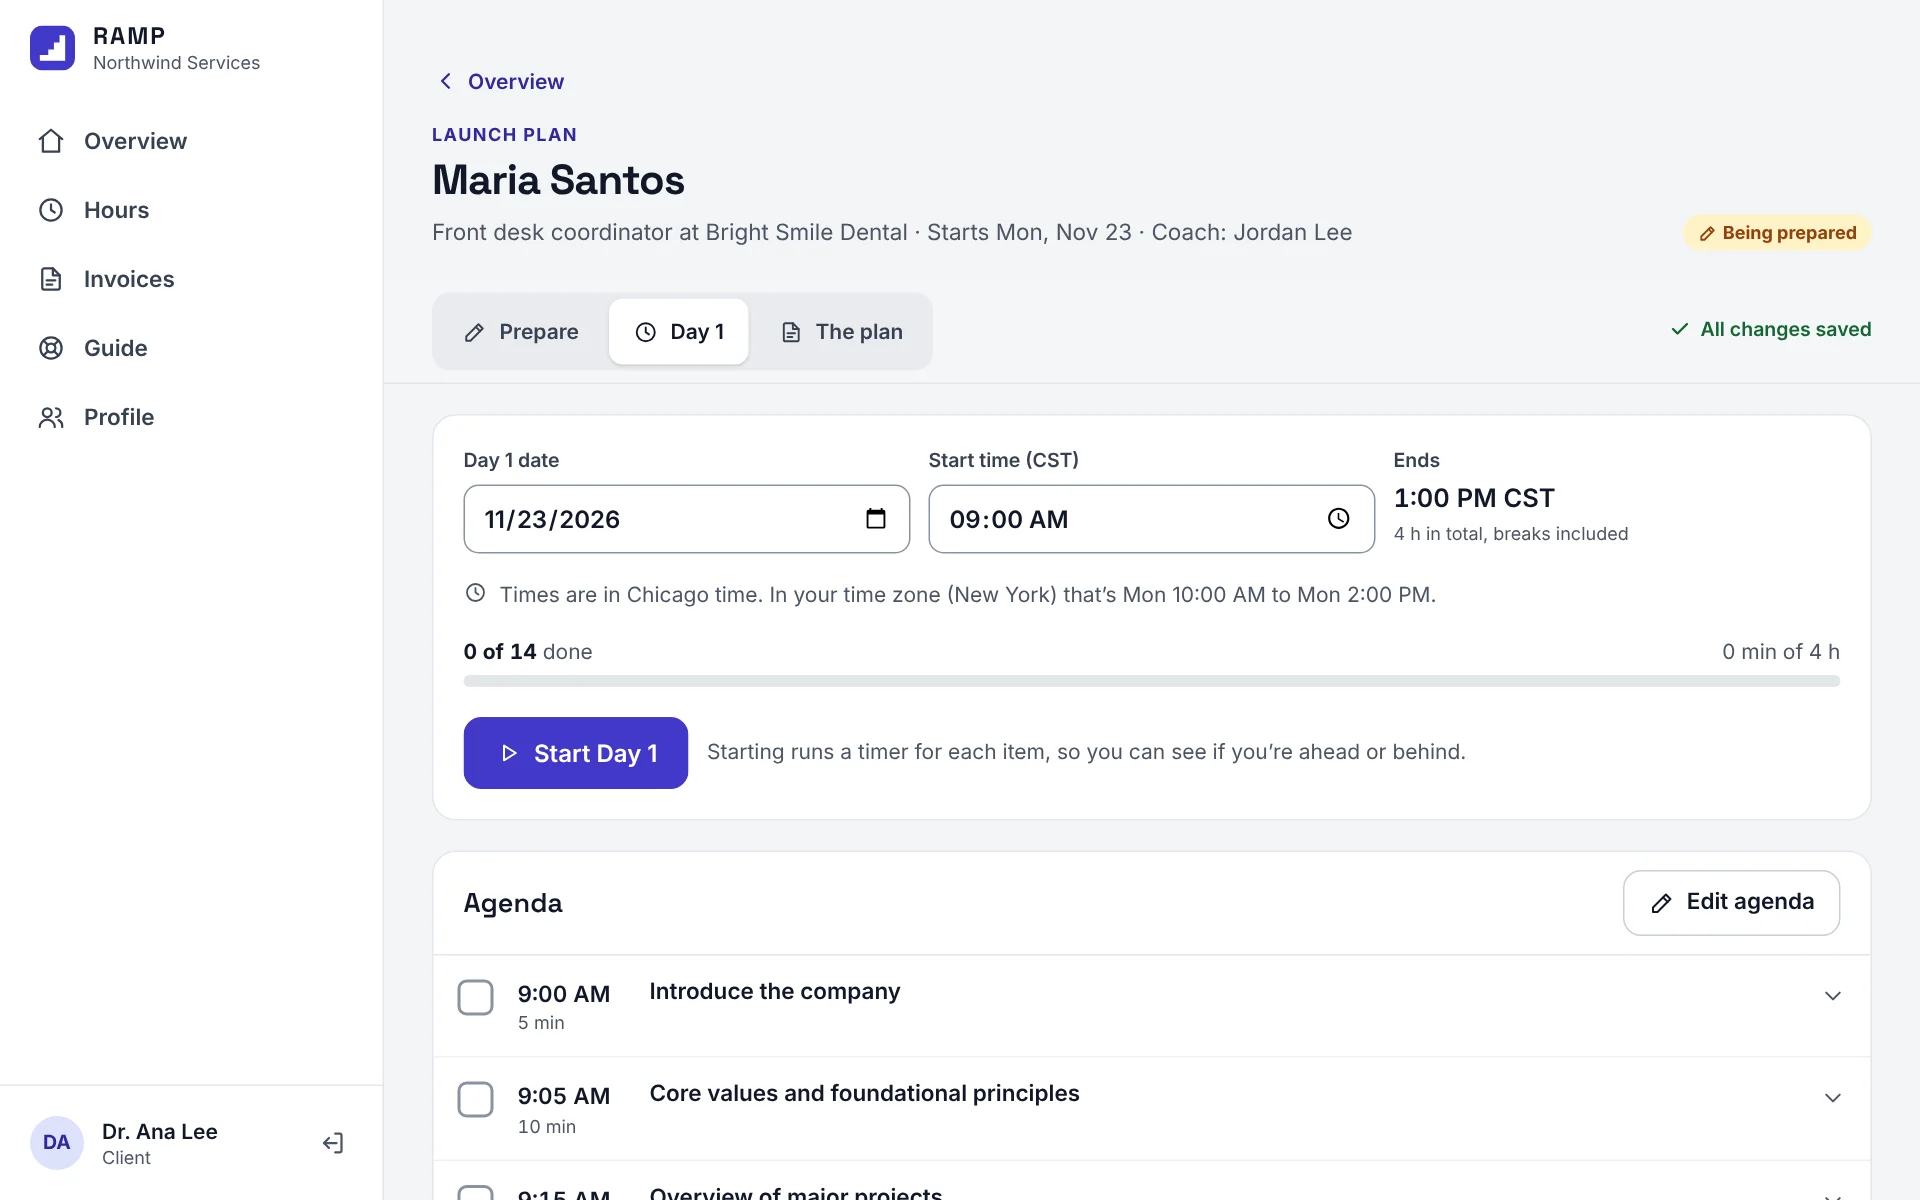 RAMP
Northwind Services
Overview
Hours
Invoices
Guide
Profile
Dr. Ana Lee
Client
DA
Overview
LAUNCH PLAN
Maria Santos
Front desk coordinator at Bright Smile Dental · Starts Mon, Nov 23 · Coach: Jordan Lee
Being prepared
Prepare
Day 1
The plan
All changes saved
Day 1 date
11/23/2026
Start time (CST)
09:00 AM
Ends
1:00 PM CST
4 h in total, breaks included
Times are in Chicago time. In your time zone (New York) that’s Mon 10:00 AM to Mon 2:00 PM.
0 of 14 done
0 min of 4 h
Start Day 1
Starting runs a timer for each item, so you can see if you’re ahead or behind.
Agenda
Edit agenda
9:00 AM
5 min
Introduce the company
9:05 AM
10 min
Core values and foundational principles
9:15 AM
Overview of major projects